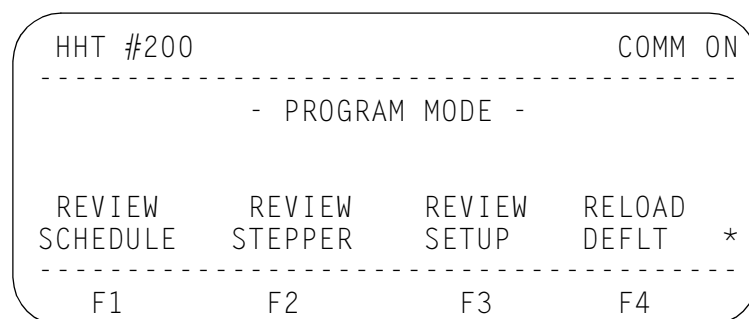 HHT #200 COMM ON
- PROGRAM MODE -
REVIEW REVIEW REVIEW RELOAD
SCHEDULE STEPPER SETUP DEFLT *
F1 F2 F3 F4